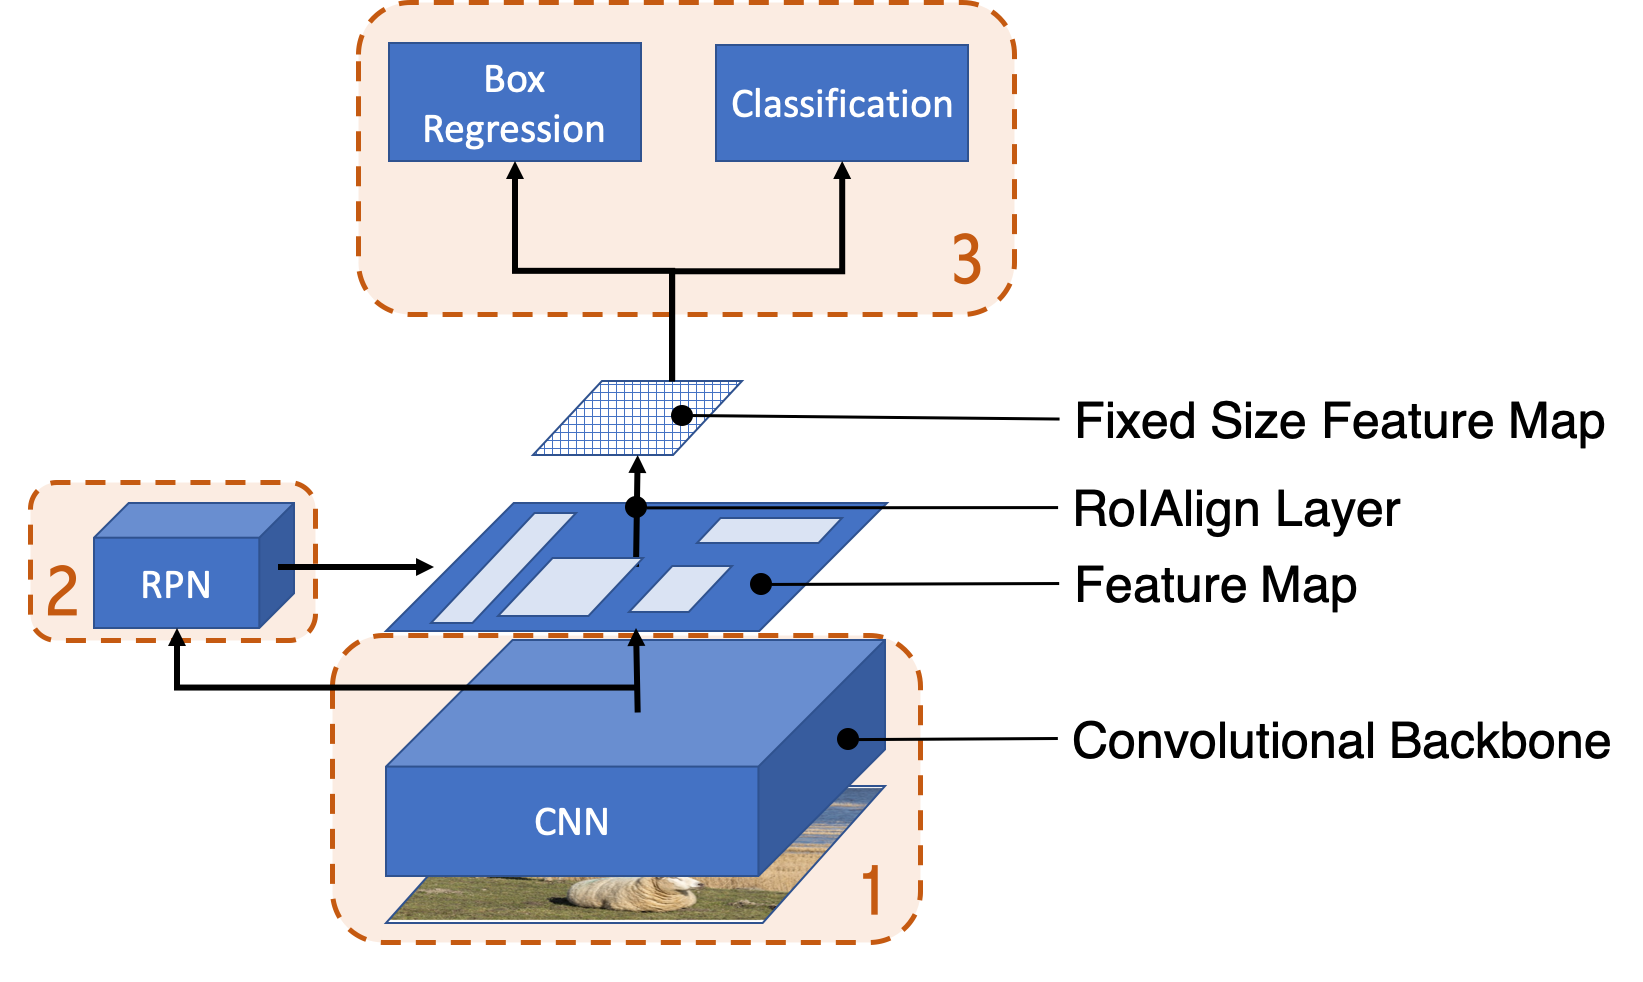 Box
Regression
Classification
3
Fixed Size Feature Map
RoIAlign Layer
2
RPN
Feature Map
Convolutional Backbone
CNN
1